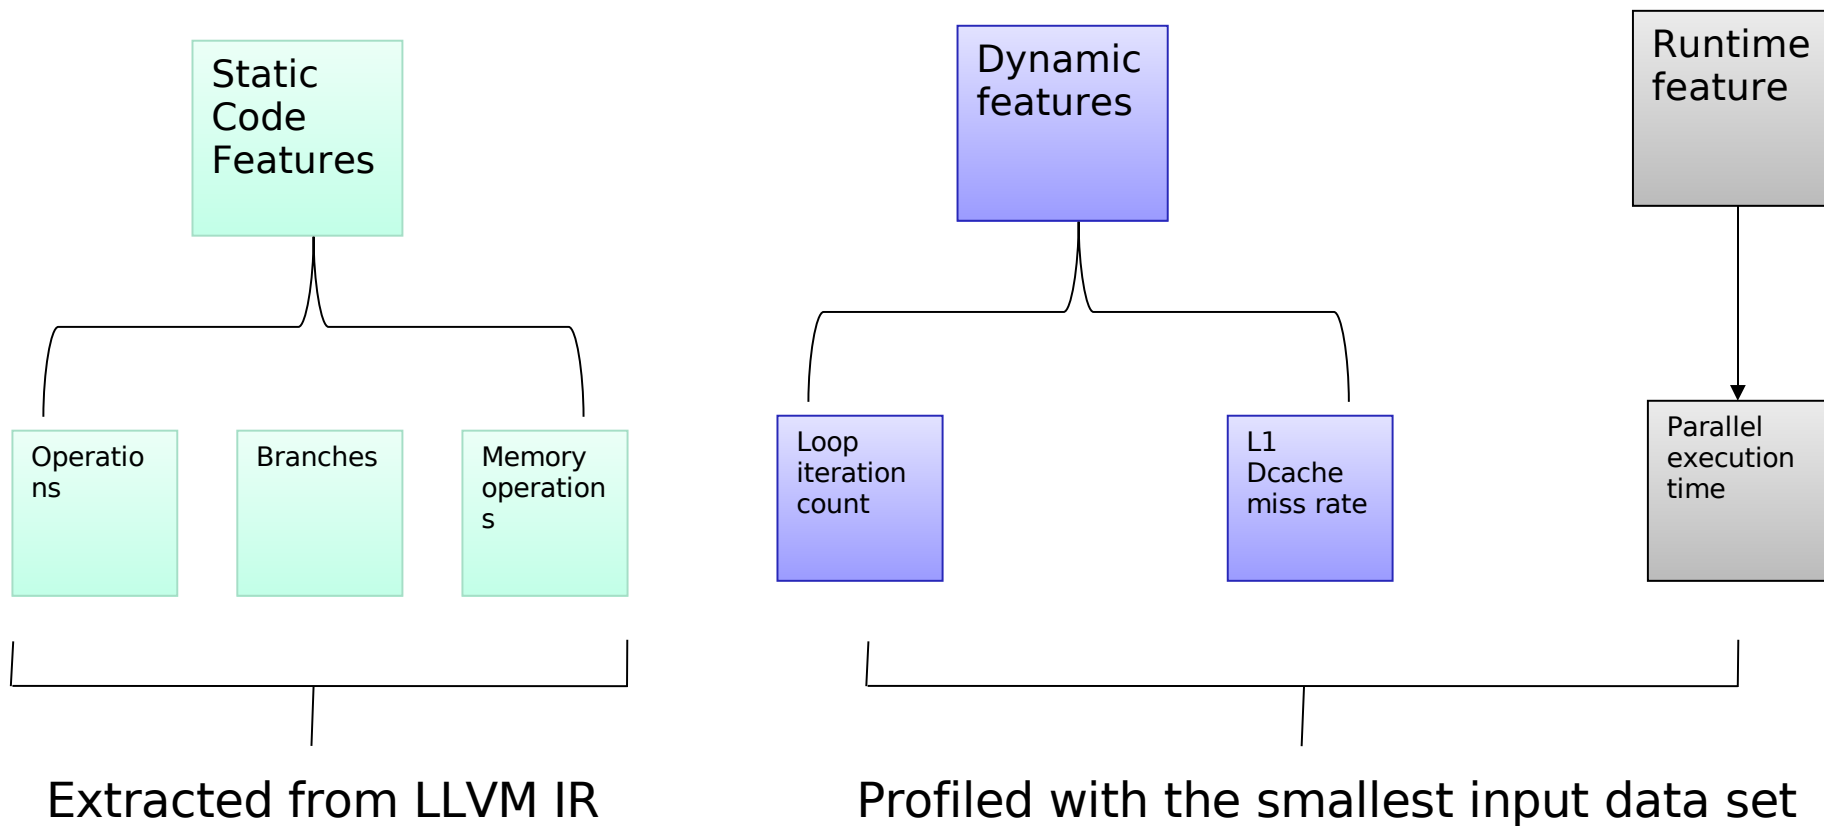 Static
Code
Features
Dynamic
features
Runtime
feature
Operatio
ns
Branches
Memory
operation
s
Loop
iteration
count
L1
Dcache
miss rate
Parallel
execution
time
Extracted from LLVM IR
Profiled with the smallest input data set